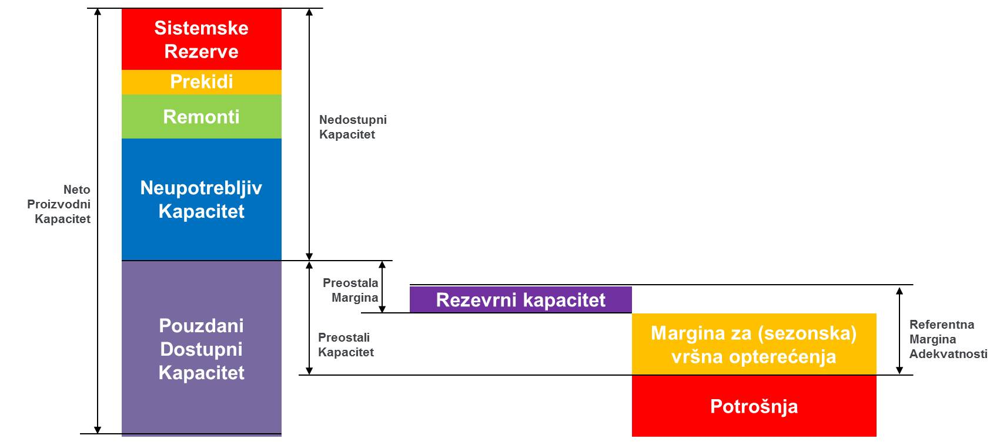 Sistemske
Rezerve
Prekidi
Remonti
Nedostupni
Kapacitet
Neupotrebljiv
Kapacitet
Neto
Proizvodni
Kapacitet
Preostala
Margina
Rezevrni kapacitet
Pouzdani
Dostupni
Kapacitet
Preostali
Kapacitet
Margina za (sezonska)
vršna opterećenja
Referentna
Margina
Adekvatnosti
Potrošnja